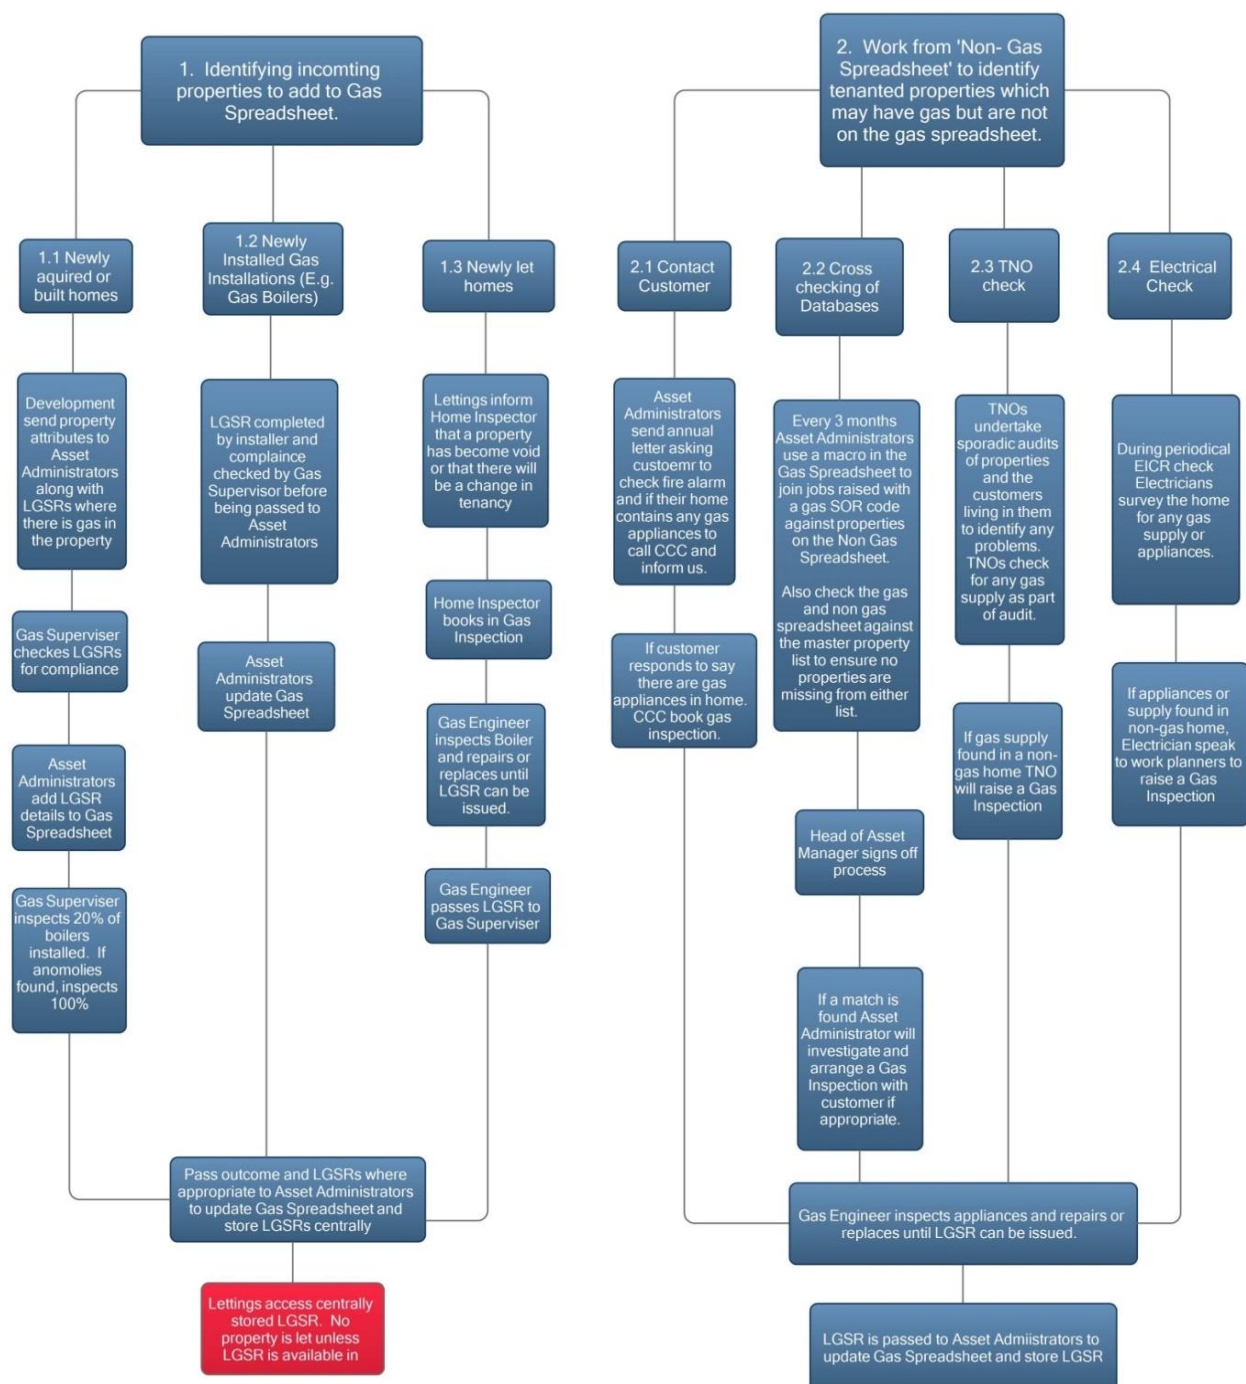 1.  Identifying incomting
properties to add to Gas
Spreadsheet.
1.1 Newly
aquired or
built homes
Development
send property
attributes to
Asset
Administrators
along with
LGSRs where
there is gas in
the property
Gas Superviser
checkes LGSRs
for compliance
Asset
Administrators
add LGSR
details to Gas
Spreadsheet
Gas Superviser
inspects 20% of
boilers
installed.  If
anomolies
found, inspects
100%
1.2 Newly
Installed Gas
Installations (E.g.
Gas Boilers)
LGSR completed
by installer and
complaince
checked by Gas
Supervisor before
being passed to
Asset
Administrators
Asset
Administrators
update Gas
Spreadsheet
1.3 Newly let
homes
Lettings inform
Home Inspector
that a property
has become void
or that there will
be a change in
tenancy
Home Inspector
books in Gas
Inspection
Gas Engineer
inspects Boiler
and repairs or
replaces until
LGSR can be
issued.
Gas Engineer
passes LGSR to
Gas Superviser
Pass outcome and LGSRs where
appropriate to Asset Administrators
to update Gas Spreadsheet and
store LGSRs centrally
Lettings access centrally
stored LGSR.  No
property is let unless
LGSR is available in
2.  Work from 'Non- Gas
Spreadsheet' to identify
tenanted properties which
may have gas but are not
on the gas spreadsheet.
2.1 Contact
Customer
Asset
Administrators
send annual
letter asking
custoemr to
check fire alarm
and if their home
contains any gas
appliances to
call CCC and
inform us.
If customer
responds to say
there are gas
appliances in home.
CCC book gas
inspection.
2.2 Cross
checking of
Databases
Every 3 months
Asset Administrators
use a macro in the
Gas Spreadsheet to
join jobs raised with
a gas SOR code
against properties
on the Non Gas
Spreadsheet.
Also check the gas
and non gas
spreadsheet against
the master property
list to ensure no
properties are
missing from either
list.
Head of Asset
Manager signs off
process
If a match is
found Asset
Administrator will
investigate and
arrange a Gas
Inspection with
customer if
appropriate.
2.3 TNO
check
TNOs
undertake
sporadic audits
of properties
and the
customers
living in them
to identify any
problems.
TNOs check
for any gas
supply as part
of audit.
If gas supply
found in a non-
gas home TNO
will raise a Gas
Inspection
2.4  Electrical
Check
During periodical
EICR check
Electricians
survey the home
for any gas
supply or
appliances.
If appliances or
supply found in
non-gas home,
Electrician speak
to work planners to
raise a Gas
Inspection
Gas Engineer inspects appliances and repairs or
replaces until LGSR can be issued.
LGSR is passed to Asset Admiistrators to
update Gas Spreadsheet and store LGSR